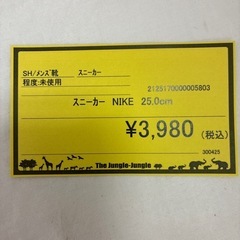 SH/メンズ靴 スニーカー
程度:未使用
2125170000005803
スニーカー NIKE 25.0cm
¥3,980(税込)
The Jungle-Jungle
300425